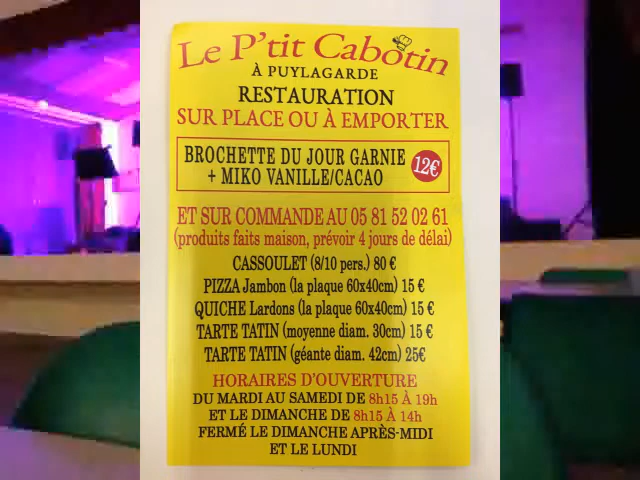 Le P'tit Cabotin
À PUYLAGARDE
RESTAURATION
SUR PLACE OU À EMPORTER
BROCHETTE DU JOUR GARNIE
+ MIKO VANILLE/CACAO
12€
ET SUR COMMANDE AU 05 81 52 02 61
(produits faits maison, prévoir 4 jours de délai)
CASSOULET (8/10 pers.) 80 €
PIZZA Jambon (la plaque 60x40cm) 15 €
QUICHE Lardons (la plaque 60x40cm) 15 €
TARTE TATIN (moyenne diam. 30cm) 15 €
TARTE TATIN (géante diam. 42cm) 25€
HORAIRES D'OUVERTURE
DU MARDI AU SAMEDI DE 8h15 À 19h
ET LE DIMANCHE DE 8h15 À 14h
FERMÉ LE DIMANCHE APRÈS-MIDI
ET LE LUNDI